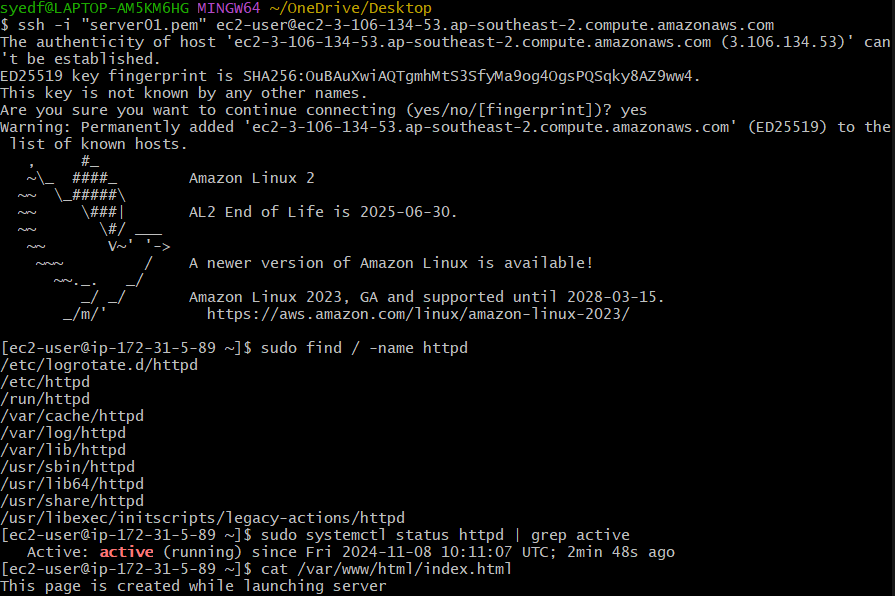 syedf@LAPTOP-AM5KM6HG MINGW64 ~/OneDrive/Desktop
$ ssh -i "server01.pem" ec2-user@ec2-3-106-134-53.ap-southeast-2.compute.amazonaws.com
The authenticity of host 'ec2-3-106-134-53.ap-southeast-2.compute.amazonaws.com (3.106.134.53)' can
't be established.
ED25519 key fingerprint is SHA256:OuBAuXwiAQTgmhMtS3SfyMa9og4OgsPQSqky8AZ9ww4.
This key is not known by any other names.
Are you sure you want to continue connecting (yes/no/[fingerprint])? yes
Warning: Permanently added 'ec2-3-106-134-53.ap-southeast-2.compute.amazonaws.com' (ED25519) to the
 list of known hosts.
   ,     #_
   ~\_  ####_        Amazon Linux 2
  ~~  \_#####\
  ~~     \###|       AL2 End of Life is 2025-06-30.
  ~~       \#/ ___
   ~~       V~' '->
    ~~~         /    A newer version of Amazon Linux is available!
      ~~._.   _/
         _/ _/       Amazon Linux 2023, GA and supported until 2028-03-15.
       _/m/'           https://aws.amazon.com/linux/amazon-linux-2023/

[ec2-user@ip-172-31-5-89 ~]$ sudo find / -name httpd
/etc/logrotate.d/httpd
/etc/httpd
/run/httpd
/var/cache/httpd
/var/log/httpd
/var/lib/httpd
/usr/sbin/httpd
/usr/lib64/httpd
/usr/share/httpd
/usr/libexec/initscripts/legacy-actions/httpd
[ec2-user@ip-172-31-5-89 ~]$ sudo systemctl status httpd | grep active
   Active: active (running) since Fri 2024-11-08 10:11:07 UTC; 2min 48s ago
[ec2-user@ip-172-31-5-89 ~]$ cat /var/www/html/index.html
This page is created while launching server